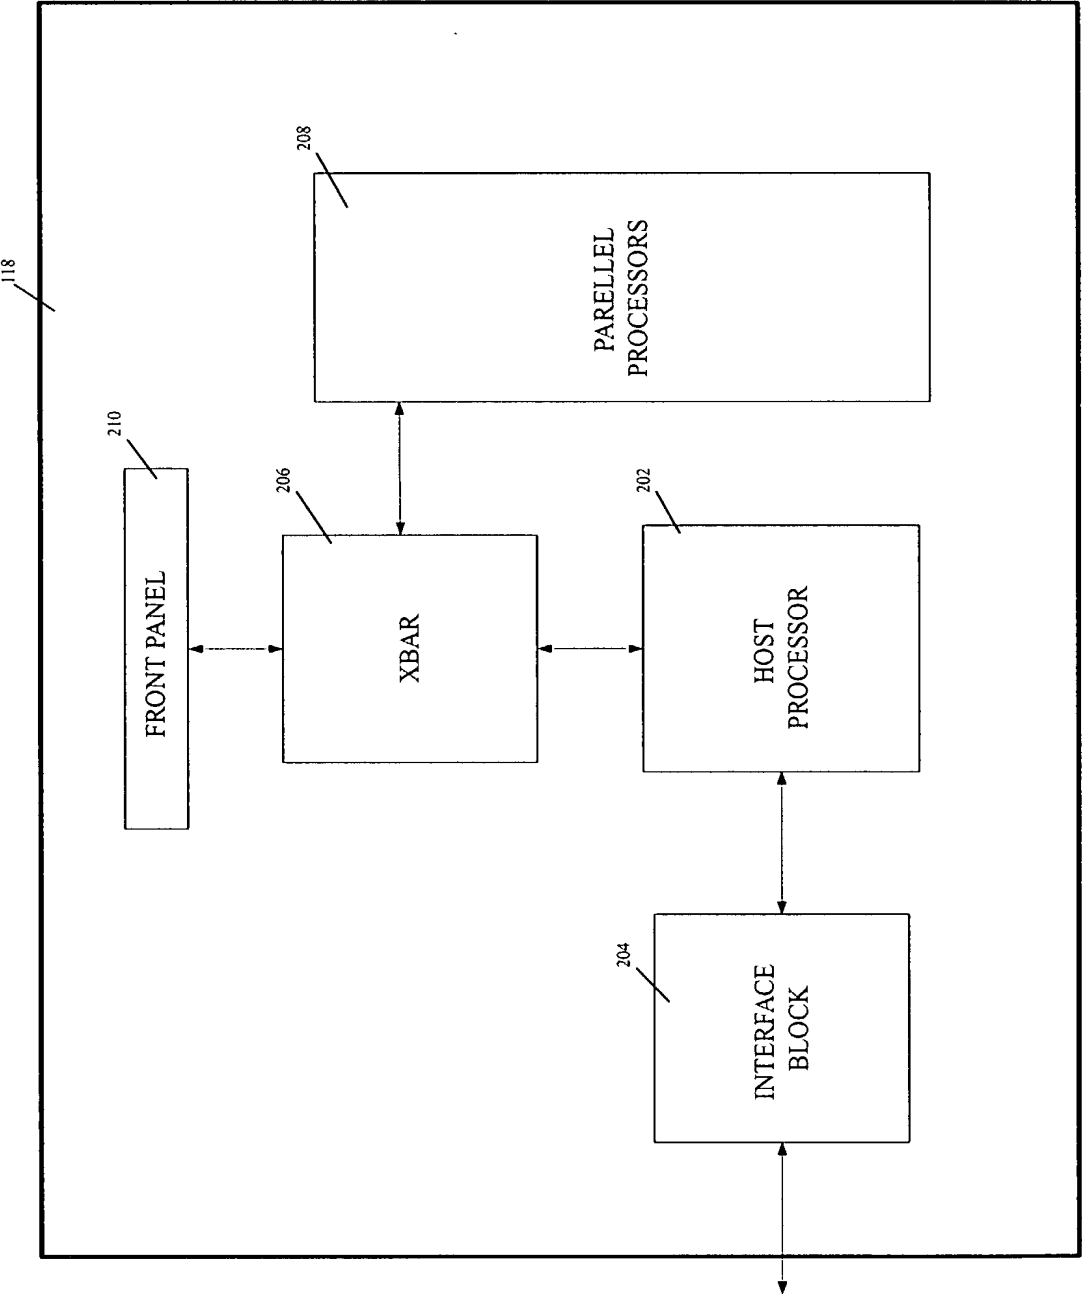 118
210
FRONT PANEL
206
XBAR
208
PARELLEL
PROCESSORS
202
HOST
PROCESSOR
204
INTERFACE
BLOCK